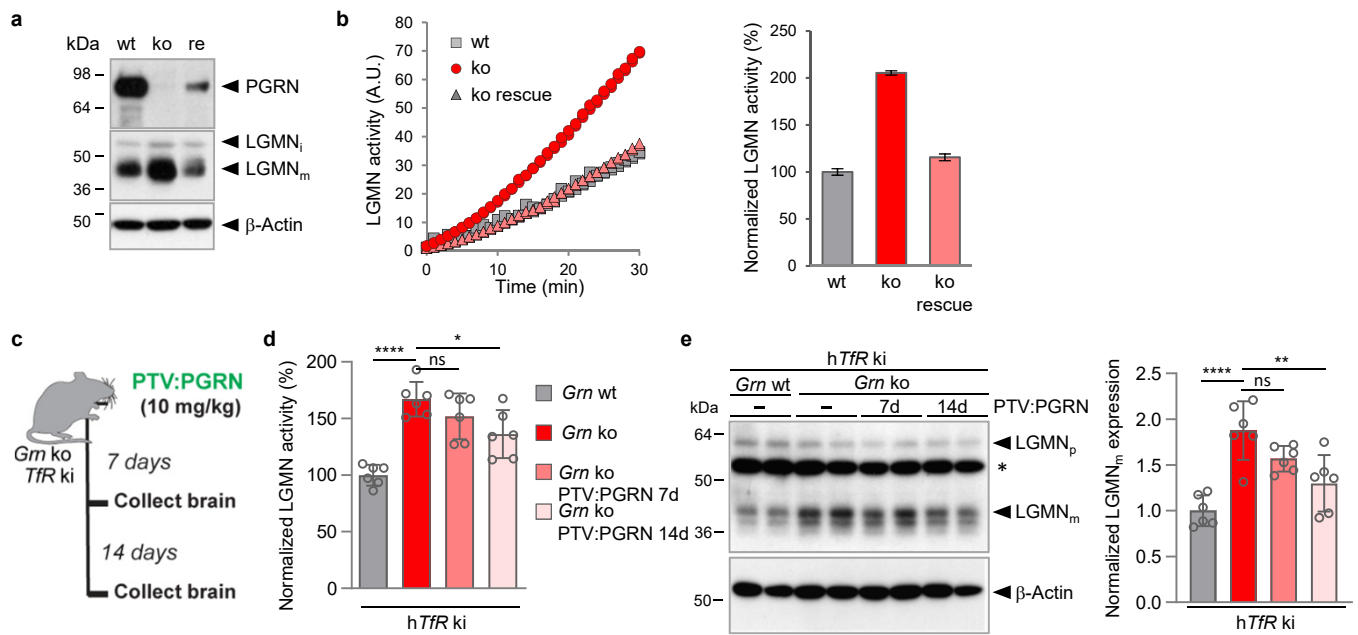 a
kDa wt ko re
98
64
PGRN
LGMNi
50
LGMNm
36
50
β-Actin
b
LGMN activity (A.U.)
80
70
60
50
40
30
20
10
0
wt
ko
ko rescue
0 10 20 30
Time (min)
Normalized LGMN activity (%)
250
200
150
100
50
0
wt ko ko
rescue
c
PTV:PGRN
(10 mg/kg)
Grn ko
TfR ki
7 days
Collect brain
14 days
Collect brain
d
Normalized LGMN activity (%)
200
150
100
50
0
****
ns
*
hTfR ki
Grn wt
Grn ko
Grn ko
PTV:PGRN 7d
Grn ko
PTV:PGRN 14d
e
hTfR ki
Grn wt Grn ko
kDa – – 7d 14d PTV:PGRN
64
LGMNp
*
50
LGMNm
36
50
β-Actin
Normalized LGMNm expression
2.5
2.0
1.5
1.0
0.5
0.0
****
ns
**
hTfR ki